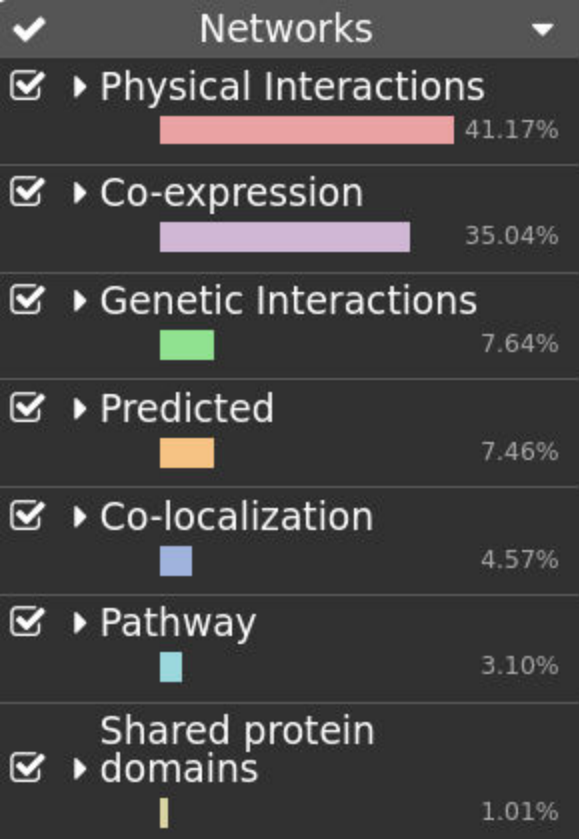 Networks
Physical Interactions
41.17%
Co-expression
35.04%
Genetic Interactions
7.64%
Predicted
7.46%
Co-localization
4.57%
Pathway
3.10%
Shared protein
domains
1.01%